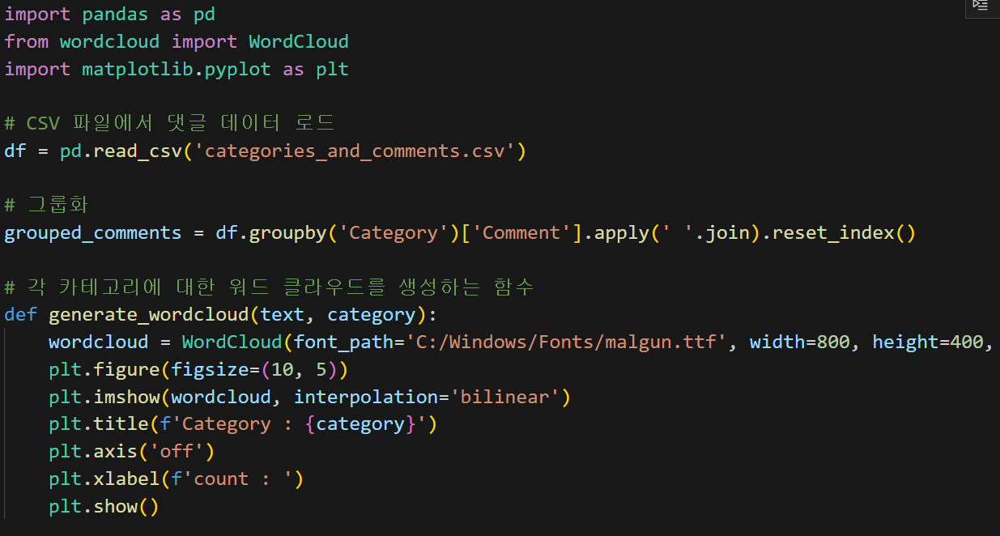 import pandas as pd
from wordcloud import WordCloud
import matplotlib.pyplot as plt
# CSV 파일에서 댓글 데이터 로드
df = pd.read_csv('categories_and_comments.csv')
# 그룹화
grouped_comments = df.groupby('Category')['Comment'].apply(' '.join).reset_index()
# 각 카테고리에 대한 워드 클라우드를 생성하는 함수
def generate_wordcloud(text, category):
    wordcloud = WordCloud(font_path='C:/Windows/Fonts/malgun.ttf', width=800, height=400,
    plt.figure(figsize=(10, 5))
    plt.imshow(wordcloud, interpolation='bilinear')
    plt.title(f'Category : {category}')
    plt.axis('off')
    plt.xlabel(f'count : ')
    plt.show()